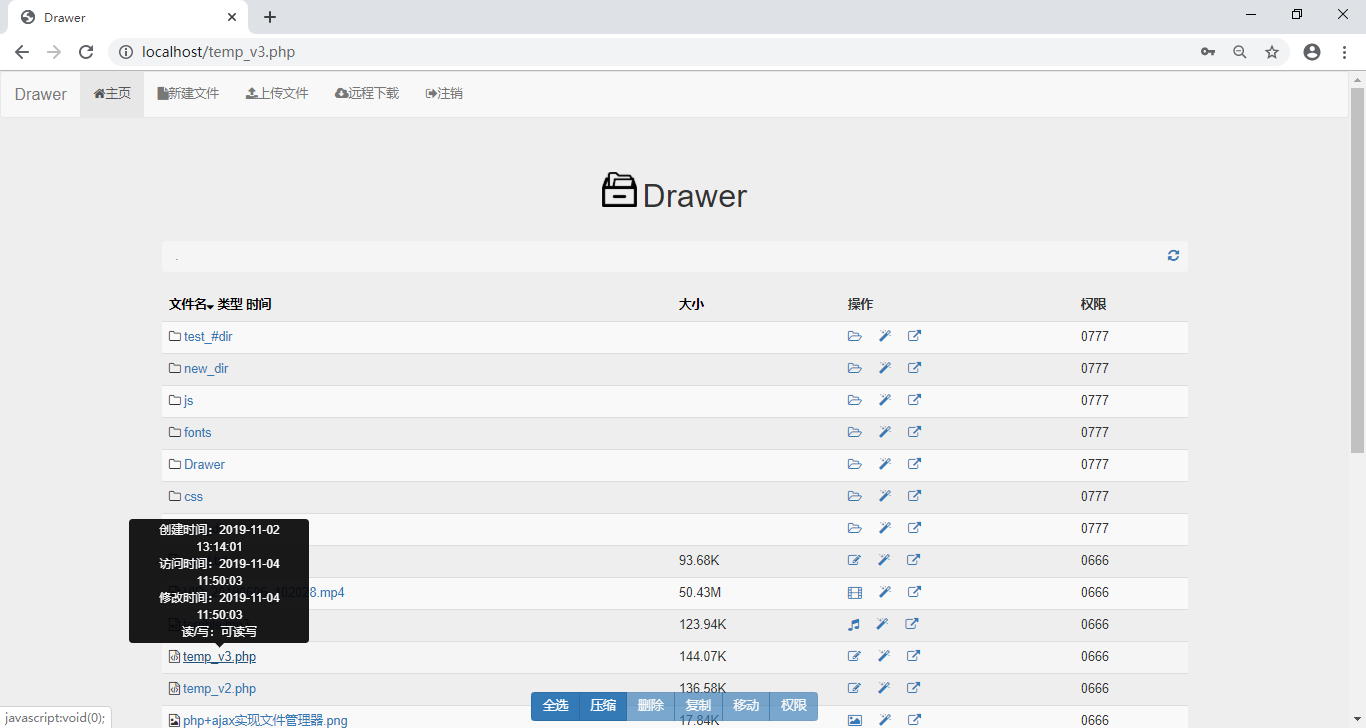 Drawer
localhost/temp_v3.php
Drawer 主页 新建文件 上传文件 远程下载 注销
Drawer
.
文件名 类型 时间 大小 操作 权限
test_#dir 0777
new_dir 0777
js 0777
fonts 0777
Drawer 0777
css 0777
0777
创建时间：2019-11-02
13:14:01
访问时间：2019-11-04
11:50:03
修改时间：2019-11-04
11:50:03
读/写：可读写
93.68K 0666
.mp4 50.43M 0666
123.94K 0666
temp_v3.php 144.07K 0666
temp_v2.php 136.58K 0666
php+ajax实现文件管理器.png 17.84K 0666
全选 压缩 删除 复制 移动 权限
javascript:void(0);